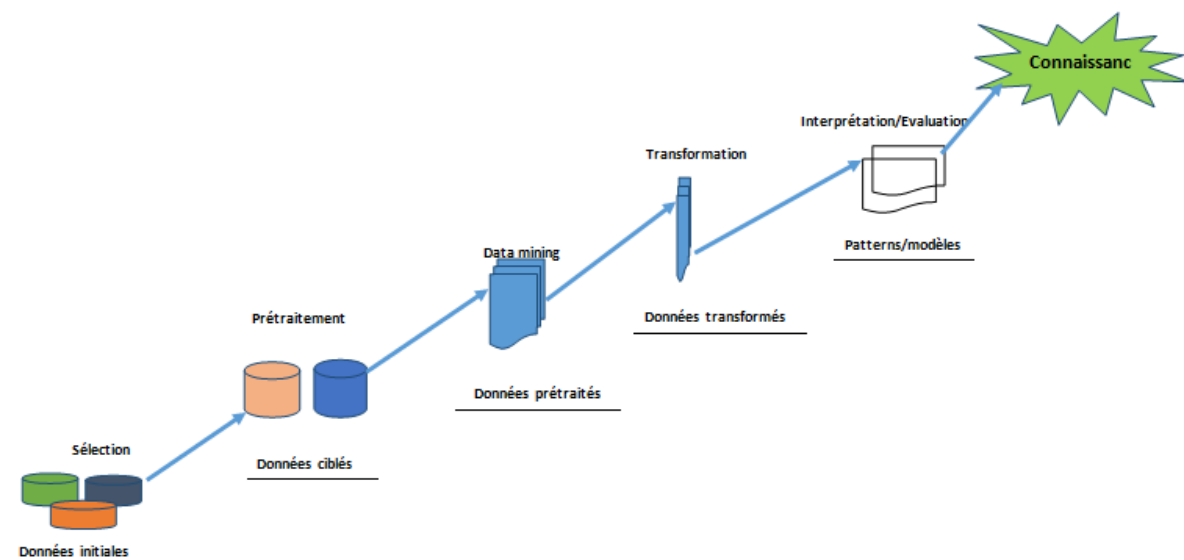 Connaissanc
Interprétation/Evaluation
Transformation
Patterns/modèles
Data mining
Données transformés
Prétraitement
Données prétraités
Sélection
Données ciblés
Données initiales